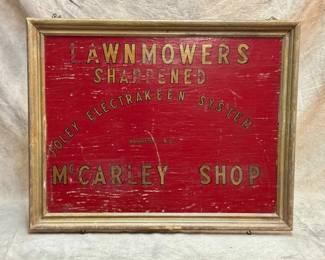 LAWNMOWERS
SHARPENED
FOLEY ELECTRAKEEN SYSTEM
McCARLEY SHOP